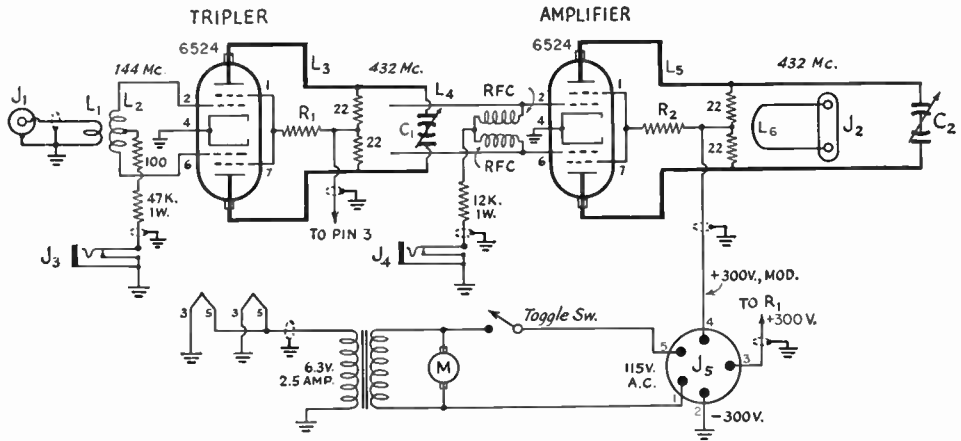 TRIPLER
AMPLIFIER
6524
6524
L3
432 Mc.
L5
432 Mc.
144 Mc.
J1
L1
L2
2
4
6
1
7
R1
22
22
C1
L4
RFC
RFC
2
4
6
1
7
R2
22
22
L6
J2
C2
100
47K.
1W.
J3
TO PIN 3
12K.
1W.
J4
+300V., MOD.
TO R1
+300 V.
3
5
3
5
6.3V.
2.5 AMP.
M
Toggle Sw.
115V.
A.C.
5
4
3
1
2
J5
-300V.